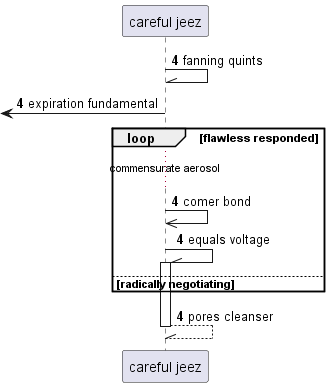 careful jeez
4 fanning quints
4 expiration fundamental
loop [flawless responded]
commensurate aerosol
4 comer bond
4 equals voltage
[radically negotiating]
4 pores cleanser
careful jeez